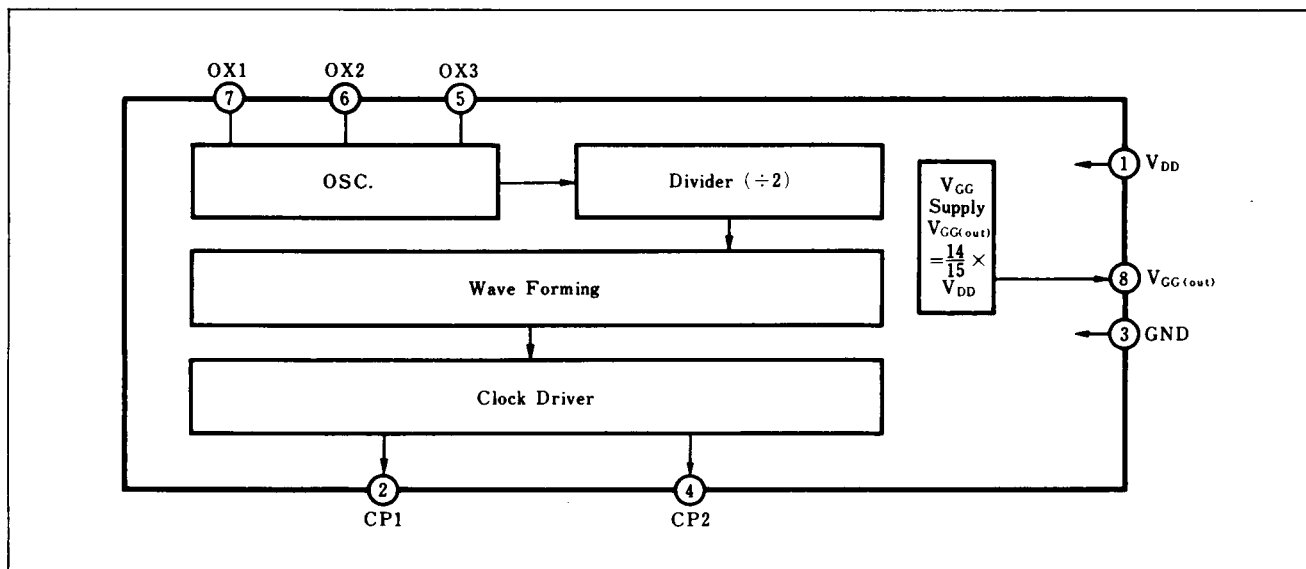 OX1 OX2 OX3
7 6 5
OSC.
Divider (÷2)
1 V_DD
V_GG
Supply
V_GG(out)
= 14/15 ×
V_DD
8 V_GG(out)
Wave Forming
3 GND
Clock Driver
2 4
CP1 CP2